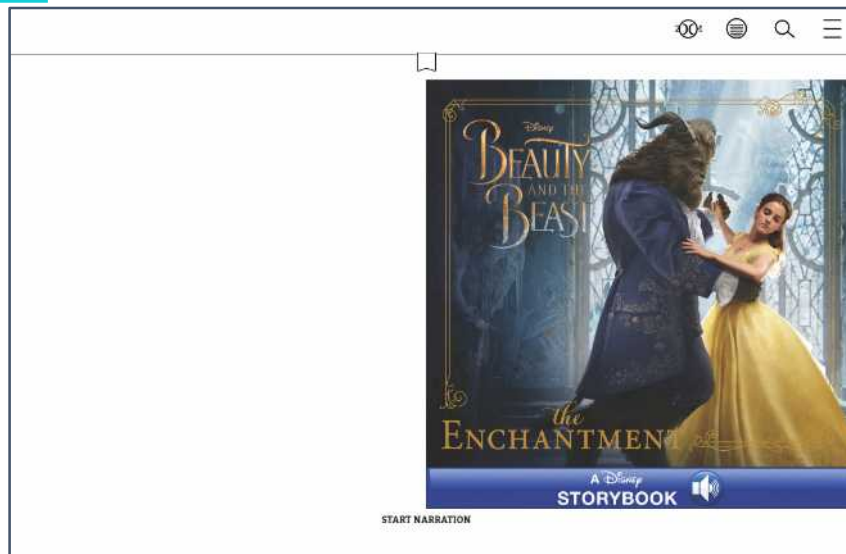 Disney
BEAUTY
AND THE
BEAST
the
ENCHANTMENT
A Disney
STORYBOOK
START NARRATION